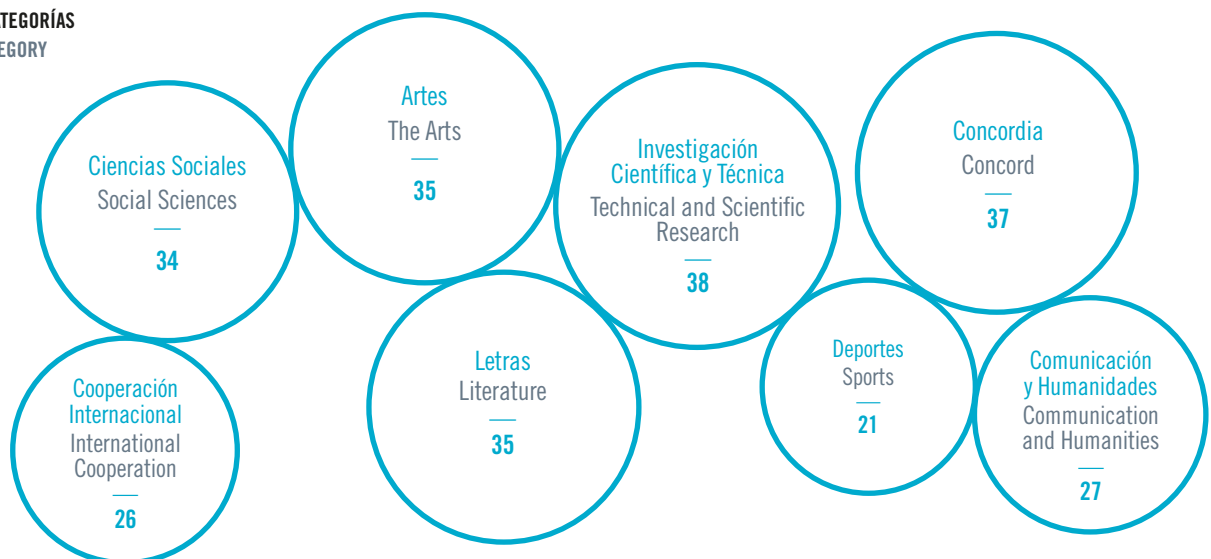 ATEGORÍAS
EGORY
Ciencias Sociales
Social Sciences
34
Artes
The Arts
35
Investigación
Científica y Técnica
Technical and Scientific
Research
38
Concordia
Concord
37
Cooperación
Internacional
International
Cooperation
26
Letras
Literature
35
Deportes
Sports
21
Comunicación
y Humanidades
Communication
and Humanities
27